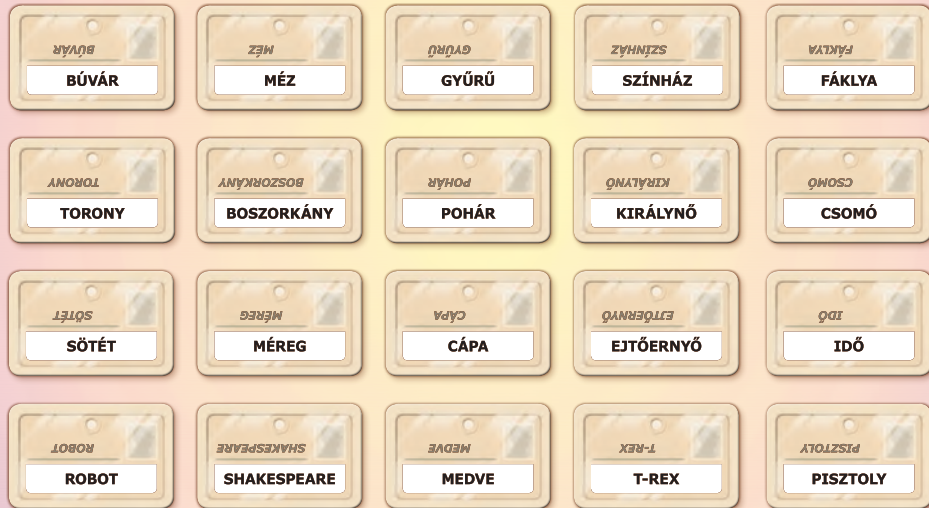 BÚVÁR MÉZ GYŰRŰ SZÍNHÁZ FÁKLYA
BÚVÁR MÉZ GYŰRŰ SZÍNHÁZ FÁKLYA
TORONY BOSZORKÁNY POHÁR KIRÁLYNŐ CSOMÓ
TORONY BOSZORKÁNY POHÁR KIRÁLYNŐ CSOMÓ
SÖTÉT MÉREG CÁPA EJTŐERNYŐ IDŐ
SÖTÉT MÉREG CÁPA EJTŐERNYŐ IDŐ
ROBOT SHAKESPEARE MEDVE T-REX PISZTOLY
ROBOT SHAKESPEARE MEDVE T-REX PISZTOLY